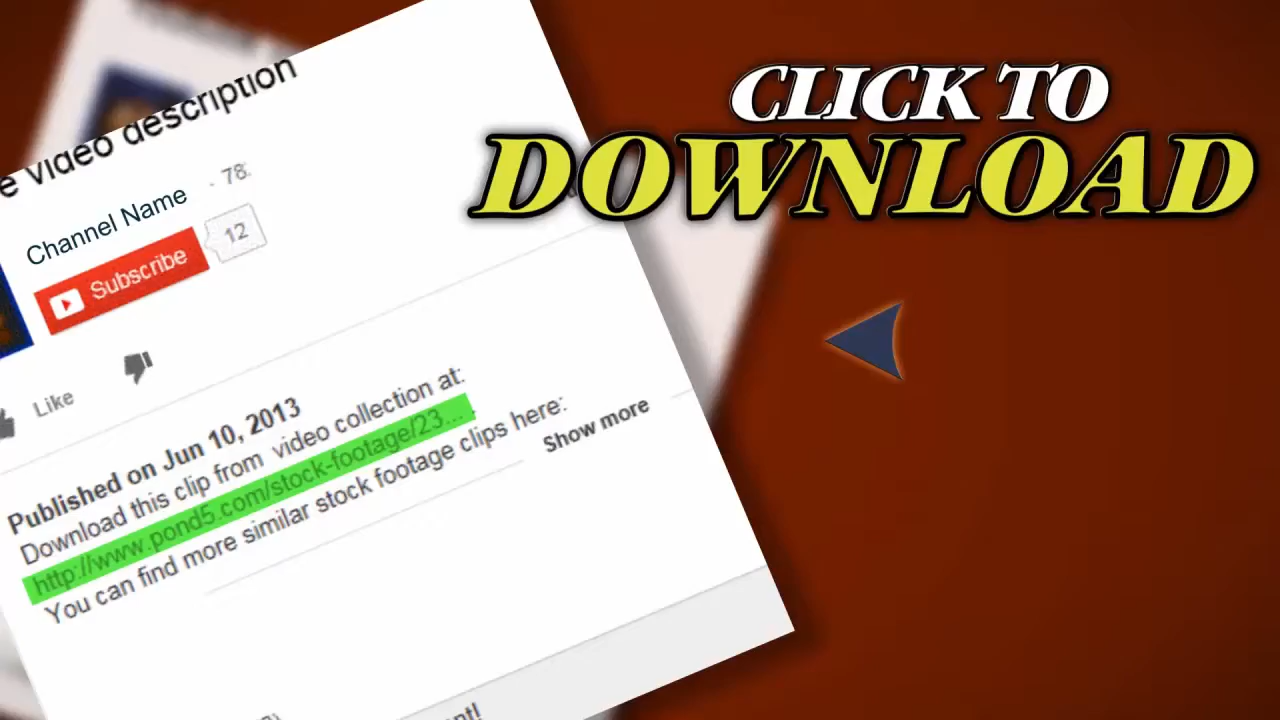 CLICK TO
DOWNLOAD
e video description
Channel Name
78
Subscribe
12
Like
Published on Jun 10, 2013
Download this clip from video collection at:
http://www.pond5.com/stock-footage/23...
You can find more similar stock footage clips here:
Show more